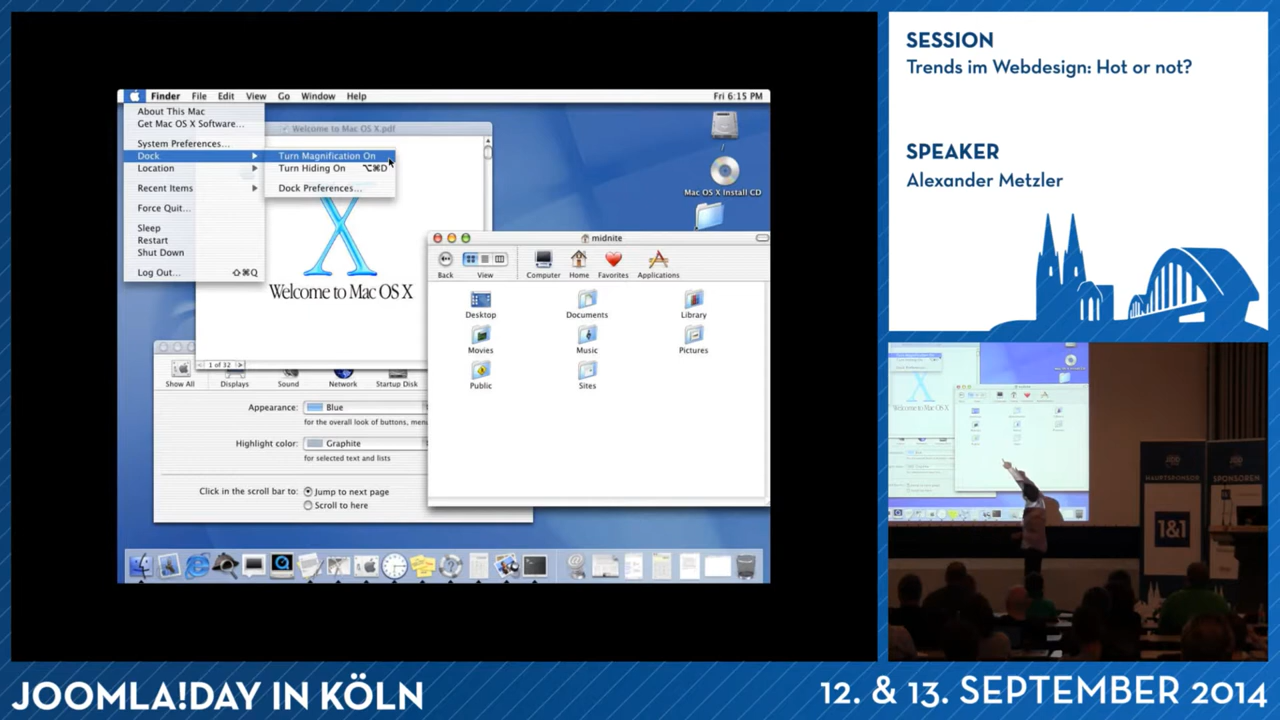 Finder File Edit View Go Window Help
Fri 6:15 PM
About This Mac
Get Mac OS X Software...
System Preferences...
Dock
Location
Recent Items
Force Quit...
Sleep
Restart
Shut Down
Log Out... ⇧⌘Q
Turn Magnification On
Turn Hiding On ⌥⌘D
Dock Preferences...
Welcome to Mac OS X.pdf
X
Welcome to Mac OS X
1 of 32
/
Mac OS X Install CD
midnite
Back View Computer Home Favorites Applications
Desktop Documents Library
Movies Music Pictures
Public Sites
Show All Displays Sound Network Startup Disk
Appearance: Blue
for the overall look of buttons, menu
Highlight color: Graphite
for selected text and lists
Click in the scroll bar to: Jump to next page
Scroll to here
SESSION
Trends im Webdesign: Hot or not?
SPEAKER
Alexander Metzler
HAUPTSPONSOR
1&1
SPONSOREN
JOOMLA!DAY IN KÖLN
12. & 13. SEPTEMBER 2014